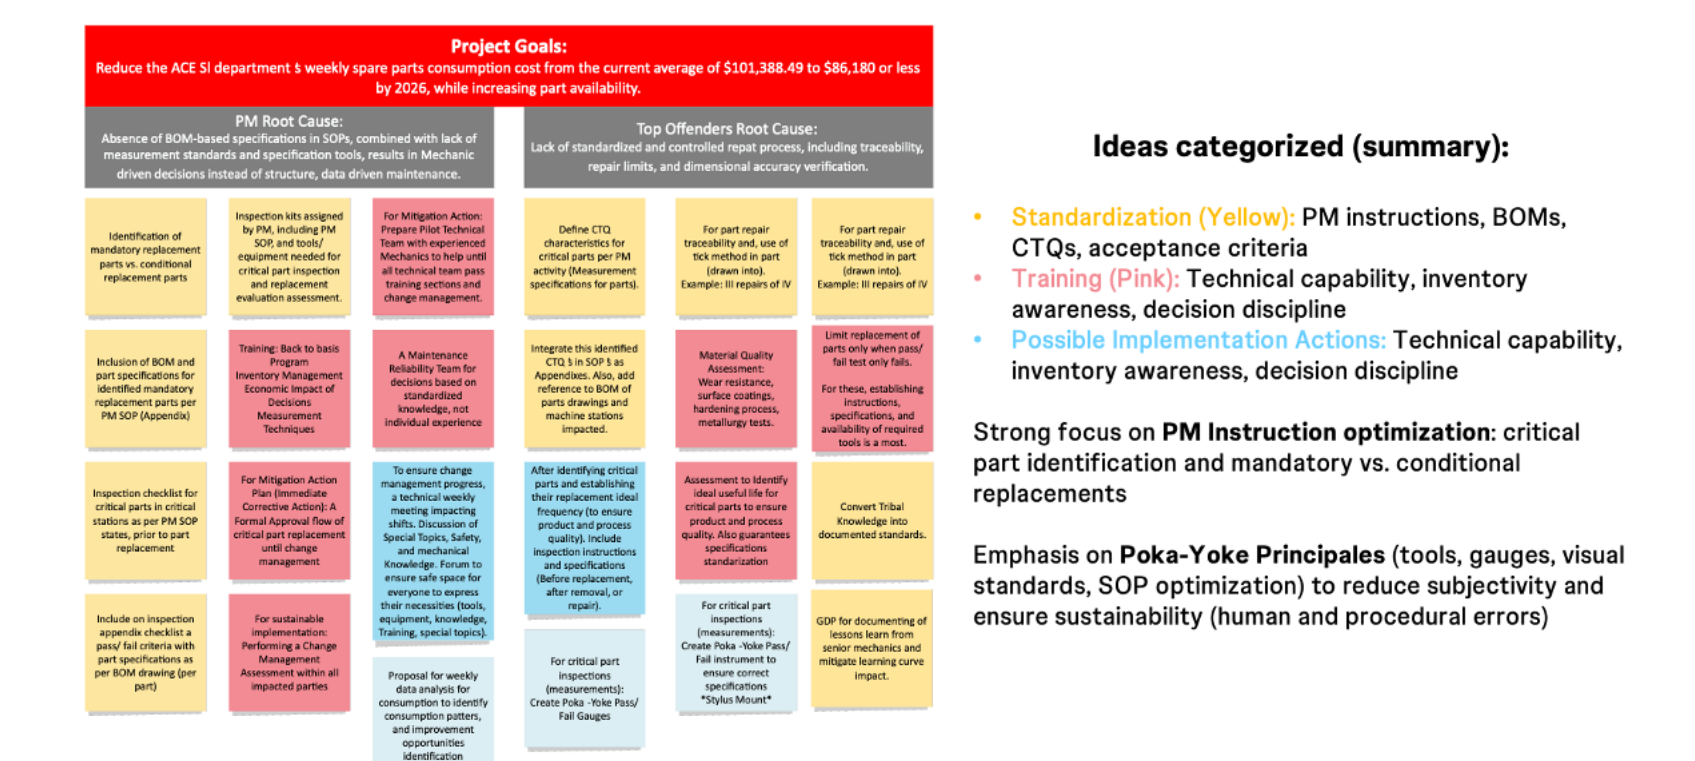 Project Goals:
Reduce the ACE SI department š weekly spare parts consumption cost from the current average of $101,388.49 to $86,180 or less
by 2026, while increasing part availability.
PM Root Cause:
Absence of BOM-based specifications in SOPs, combined with lack of
measurement standards and specification tools, results in Mechanic
driven decisions instead of structure, data driven maintenance.
Top Offenders Root Cause:
Lack of standardized and controlled repat process, including traceability,
repair limits, and dimensional accuracy verification.
Identification of
mandatory replacement
parts vs. conditional
replacement parts
Inspection kits assigned
by PM, including PM
SOP, and tools/
equipment needed for
critical part inspection
and replacement
evaluation assessment.
For Mitigation Action:
Prepare Pilot Technical
Team with experienced
Mechanics to help until
all technical team pass
training sections and
change management.
Define CTQ
characteristics for
critical parts per PM
activity (Measurement
specifications for parts).
For part repair
traceability and, use of
tick method in part
(drawn into).
Example: III repairs of IV
For part repair
traceability and, use of
tick method in part
(drawn into).
Example: III repairs of IV
Inclusion of BOM and
part specifications for
identified mandatory
replacement parts per
PM SOP (Appendix)
Training: Back to basis
Program
Inventory Management
Economic Impact of
Decisions
Measurement
Techniques
A Maintenance
Reliability Team for
decisions based on
standardized
knowledge, not
individual experience
Integrate this identified
CTQ š in SOP š as
Appendixes. Also, add
reference to BOM of
parts drawings and
machine stations
impacted.
Material Quality
Assessment:
Wear resistance,
surface coatings,
hardening process,
metallurgy tests.
Limit replacement of
parts only when pass/
fail test only fails.
For these, establishing
instructions,
specifications, and
availability of required
tools is a most.
Inspection checklist for
critical parts in critical
stations as per PM SOP
states, prior to part
replacement
For Mitigation Action
Plan (Immediate
Corrective Action): A
Formal Approval flow of
critical part replacement
until change
management
To ensure change
management progress,
a technical weekly
meeting impacting
shifts. Discussion of
Special Topics, Safety,
and mechanical
Knowledge. Forum to
ensure safe space for
everyone to express
their necessities (tools,
equipment, knowledge,
Training, special topics).
After identifying critical
parts and establishing
their replacement ideal
frequency (to ensure
product and process
quality). Include
inspection instructions
and specifications
(Before replacement,
after removal, or
repair).
Assessment to Identify
ideal useful life for
critical parts to ensure
product and process
quality. Also guarantees
specifications
standarization
Convert Tribal
Knowledge into
documented standards.
Include on inspection
appendix checklist a
pass/ fail criteria with
part specifications as
per BOM drawing (per
part)
For sustainable
implementation:
Performing a Change
Management
Assessment within all
impacted parties
Proposal for weekly
data analysis for
consumption to identify
consumption patters,
and improvement
opportunities
identification
For critical part
inspections
(measurements):
Create Poka -Yoke Pass/
Fail Gauges
For critical part
inspections
(measurements):
Create Poka -Yoke Pass/
Fail instrument to
ensure correct
specifications
*Stylus Mount*
GDP for documenting of
lessons learn from
senior mechanics and
mitigate learning curve
impact.
Ideas categorized (summary):
• Standardization (Yellow): PM instructions, BOMs,
CTQs, acceptance criteria
• Training (Pink): Technical capability, inventory
awareness, decision discipline
• Possible Implementation Actions: Technical capability,
inventory awareness, decision discipline
Strong focus on PM Instruction optimization: critical
part identification and mandatory vs. conditional
replacements
Emphasis on Poka-Yoke Principales (tools, gauges, visual
standards, SOP optimization) to reduce subjectivity and
ensure sustainability (human and procedural errors)